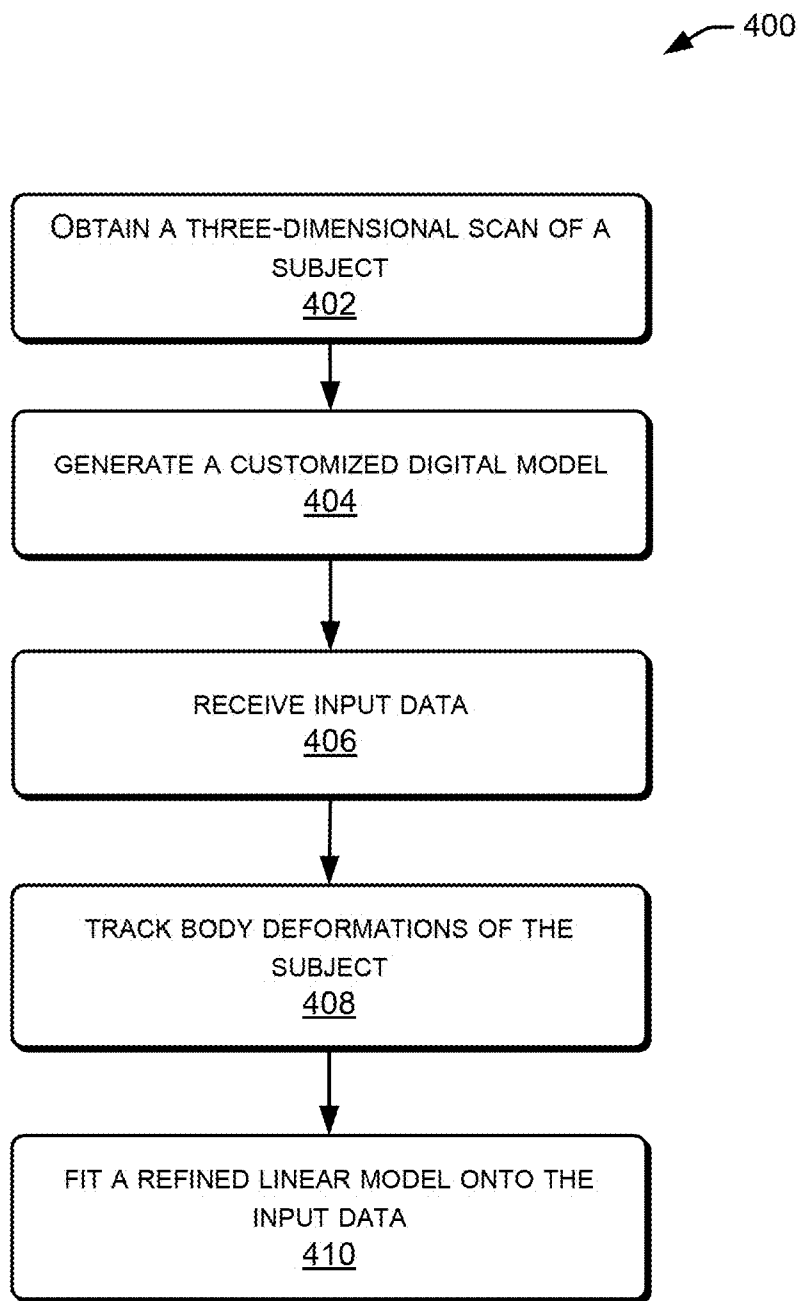 400
OBTAIN A THREE-DIMENSIONAL SCAN OF A
SUBJECT
402
GENERATE A CUSTOMIZED DIGITAL MODEL
404
RECEIVE INPUT DATA
406
TRACK BODY DEFORMATIONS OF THE
SUBJECT
408
FIT A REFINED LINEAR MODEL ONTO THE
INPUT DATA
410